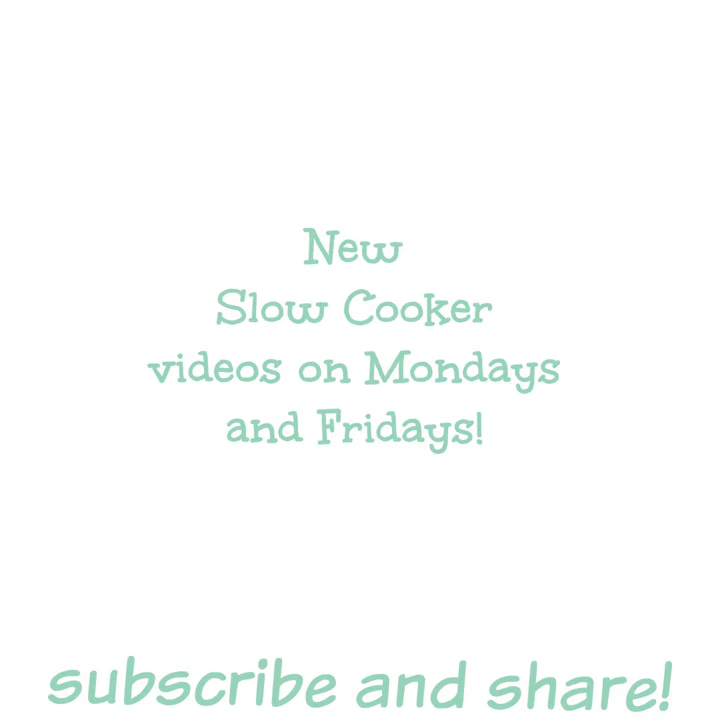 New
Slow Cooker
videos on Mondays
and Fridays!
subscribe and share!